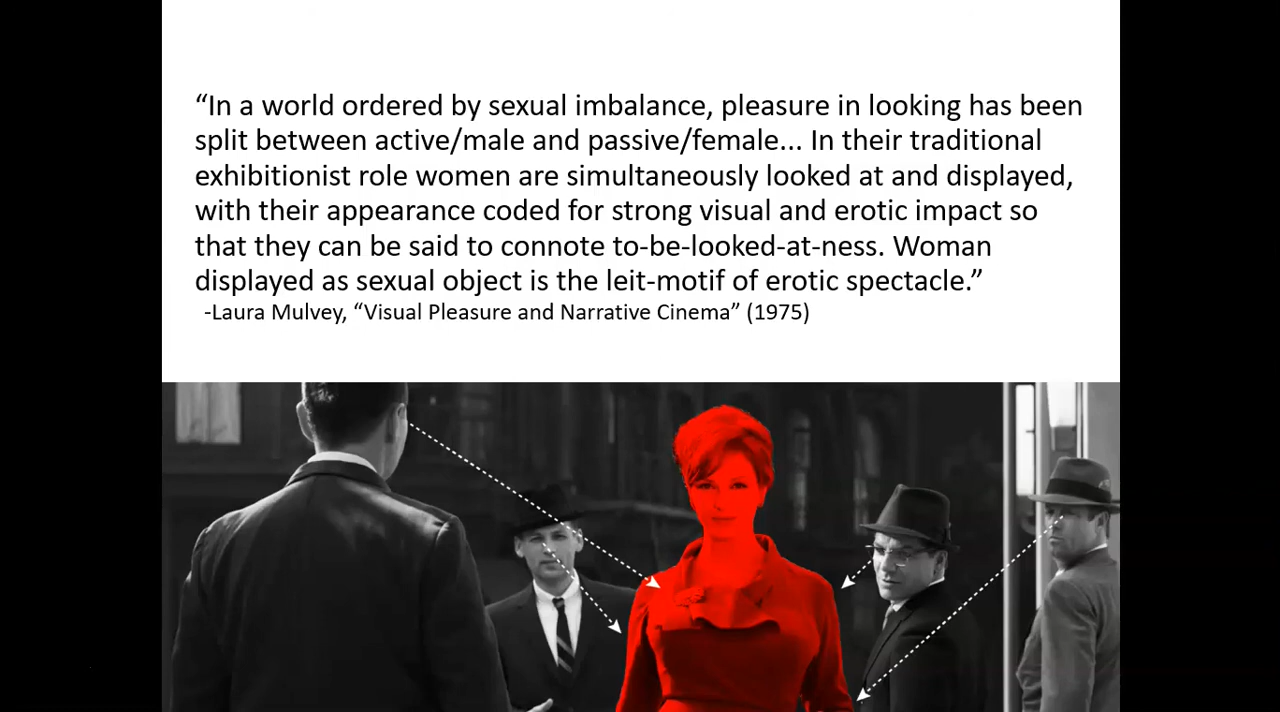 “In a world ordered by sexual imbalance, pleasure in looking has been
split between active/male and passive/female... In their traditional
exhibitionist role women are simultaneously looked at and displayed,
with their appearance coded for strong visual and erotic impact so
that they can be said to connote to-be-looked-at-ness. Woman
displayed as sexual object is the leit-motif of erotic spectacle.”
-Laura Mulvey, “Visual Pleasure and Narrative Cinema” (1975)